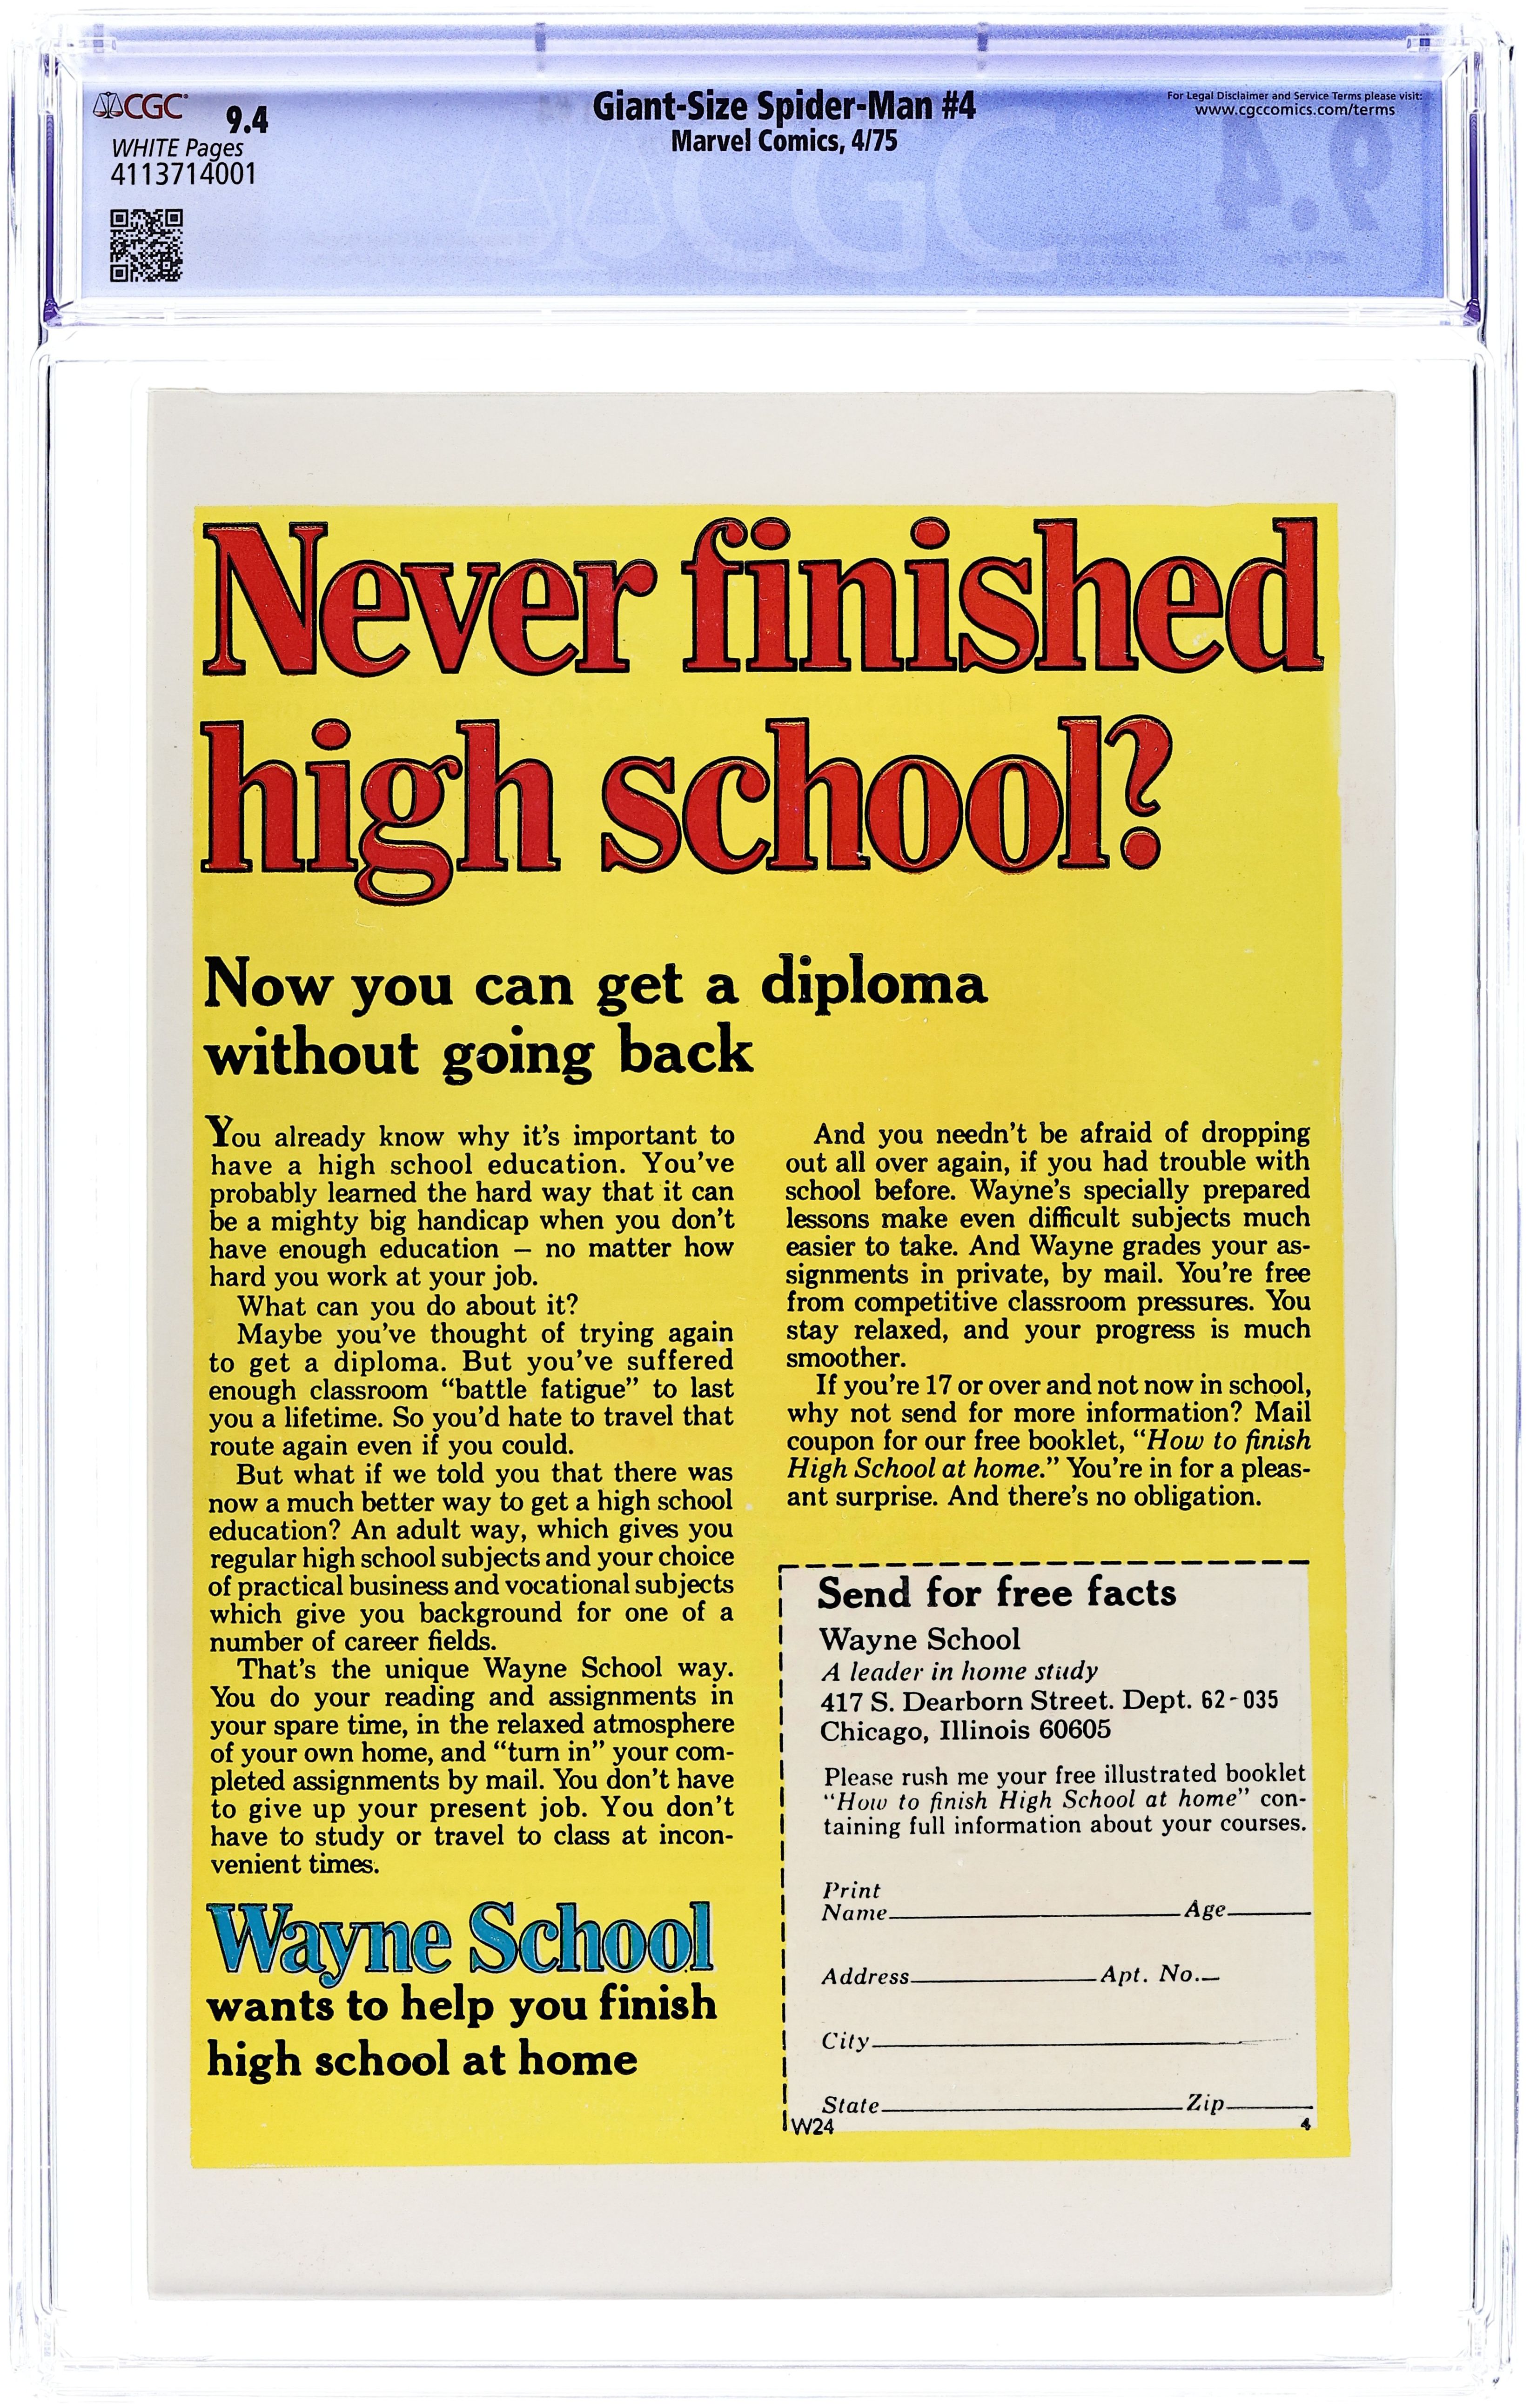 CGC
9.4
WHITE Pages
4113714001
Giant-Size Spider-Man #4
Marvel Comics, 4/75
For Legal Disclaimer and Service Terms please visit:
www.cgccomics.com/terms
Never finished
high school?
Now you can get a diploma
without going back
You already know why it's important to
have a high school education. You've
probably learned the hard way that it can
be a mighty big handicap when you don't
have enough education — no matter how
hard you work at your job.
What can you do about it?
Maybe you've thought of trying again
to get a diploma. But you've suffered
enough classroom “battle fatigue” to last
you a lifetime. So you'd hate to travel that
route again even if you could.
But what if we told you that there was
now a much better way to get a high school
education? An adult way, which gives you
regular high school subjects and your choice
of practical business and vocational subjects
which give you background for one of a
number of career fields.
That's the unique Wayne School way.
You do your reading and assignments in
your spare time, in the relaxed atmosphere
of your own home, and “turn in” your com-
pleted assignments by mail. You don't have
to give up your present job. You don't
have to study or travel to class at incon-
venient times.
Wayne School
wants to help you finish
high school at home
And you needn't be afraid of dropping
out all over again, if you had trouble with
school before. Wayne's specially prepared
lessons make even difficult subjects much
easier to take. And Wayne grades your as-
signments in private, by mail. You're free
from competitive classroom pressures. You
stay relaxed, and your progress is much
smoother.
If you're 17 or over and not now in school,
why not send for more information? Mail
coupon for our free booklet, “How to finish
High School at home.” You're in for a pleas-
ant surprise. And there's no obligation.
Send for free facts
Wayne School
A leader in home study
417 S. Dearborn Street. Dept. 62-035
Chicago, Illinois 60605
Please rush me your free illustrated booklet
“How to finish High School at home” con-
taining full information about your courses.
Print
Name Age
Address Apt. No.
City
State Zip
W24 4